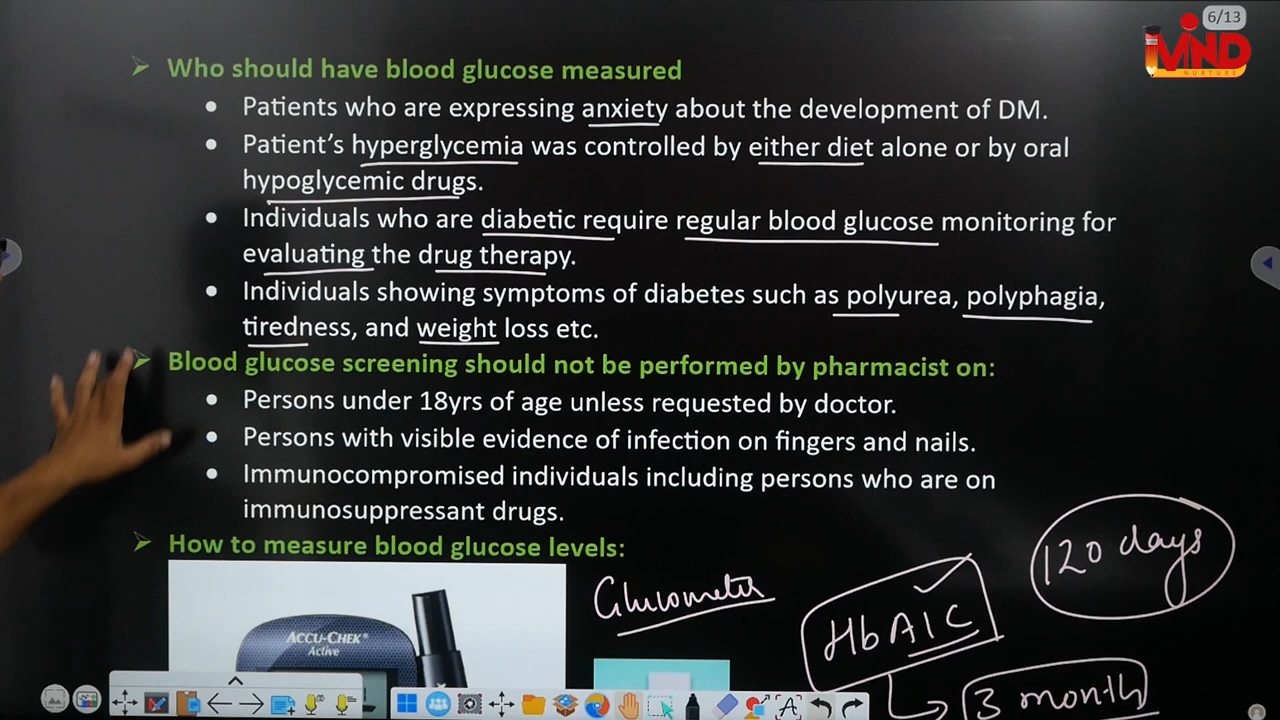 6/13
MIND
NURTURE
➢ Who should have blood glucose measured
• Patients who are expressing anxiety about the development of DM.
• Patient's hyperglycemia was controlled by either diet alone or by oral
hypoglycemic drugs.
• Individuals who are diabetic require regular blood glucose monitoring for
evaluating the drug therapy.
• Individuals showing symptoms of diabetes such as polyurea, polyphagia,
tiredness, and weight loss etc.
➢ Blood glucose screening should not be performed by pharmacist on:
• Persons under 18yrs of age unless requested by doctor.
• Persons with visible evidence of infection on fingers and nails.
• Immunocompromised individuals including persons who are on
immunosuppressant drugs.
➢ How to measure blood glucose levels:
ACCU-CHEK®
Active
Glucometer
HbA1C
120 days
3 month